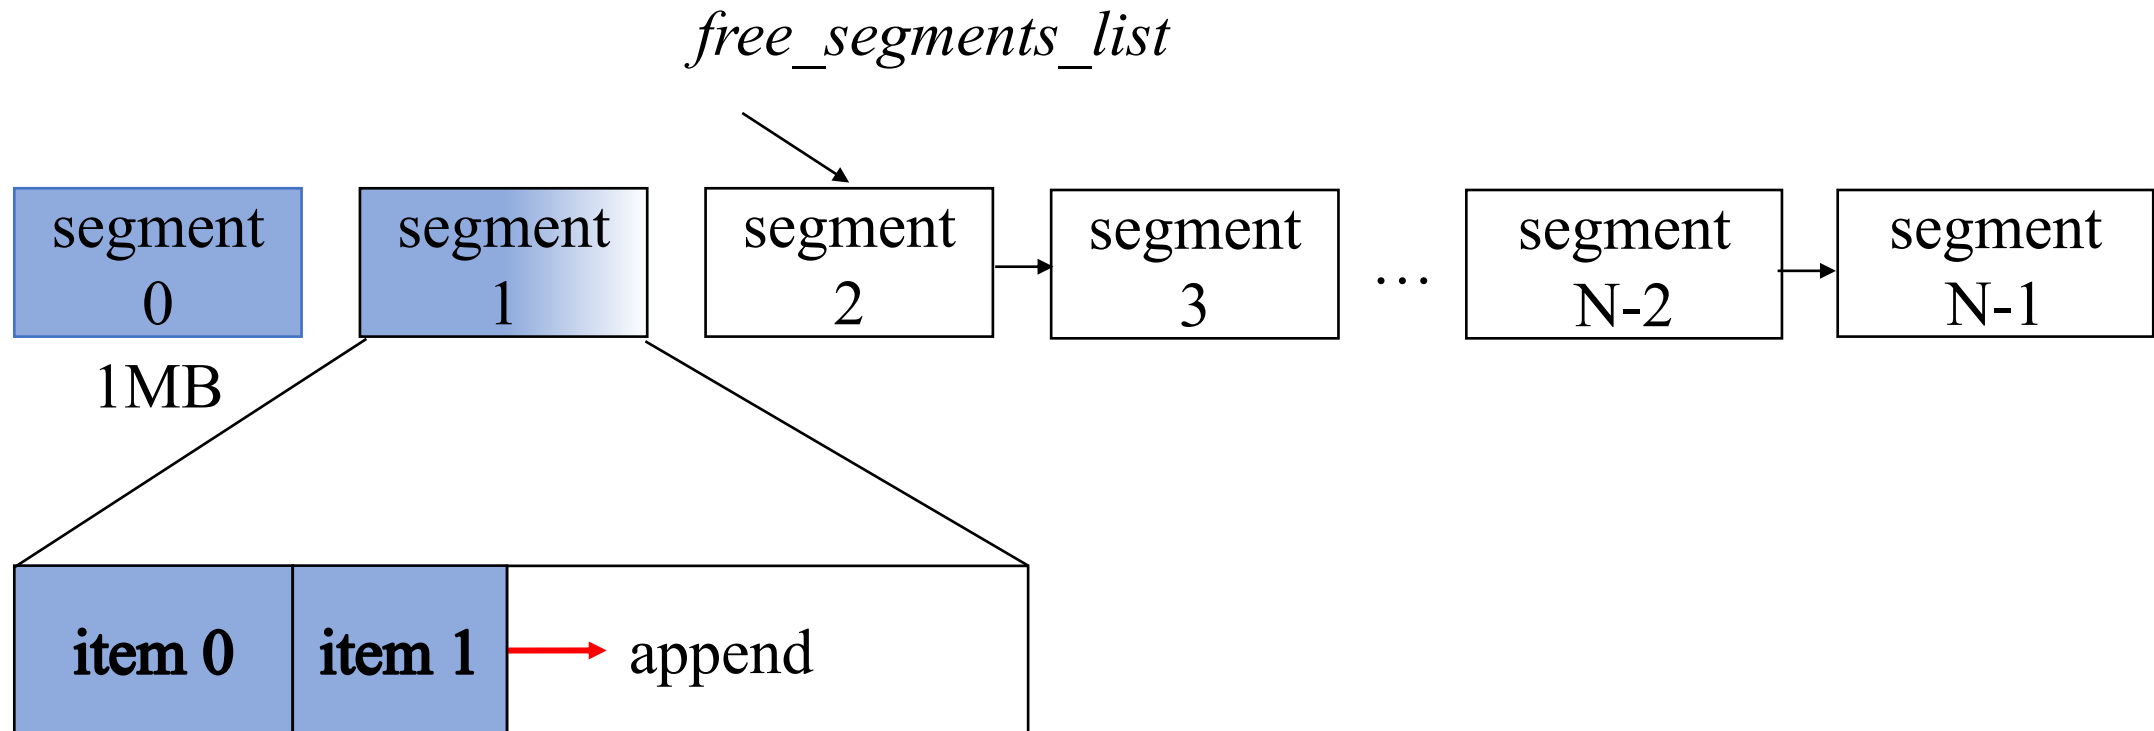 free_segments_list
segment
0
segment
1
segment
2
segment
3
...
segment
N-2
segment
N-1
1MB
item 0
item 1
append